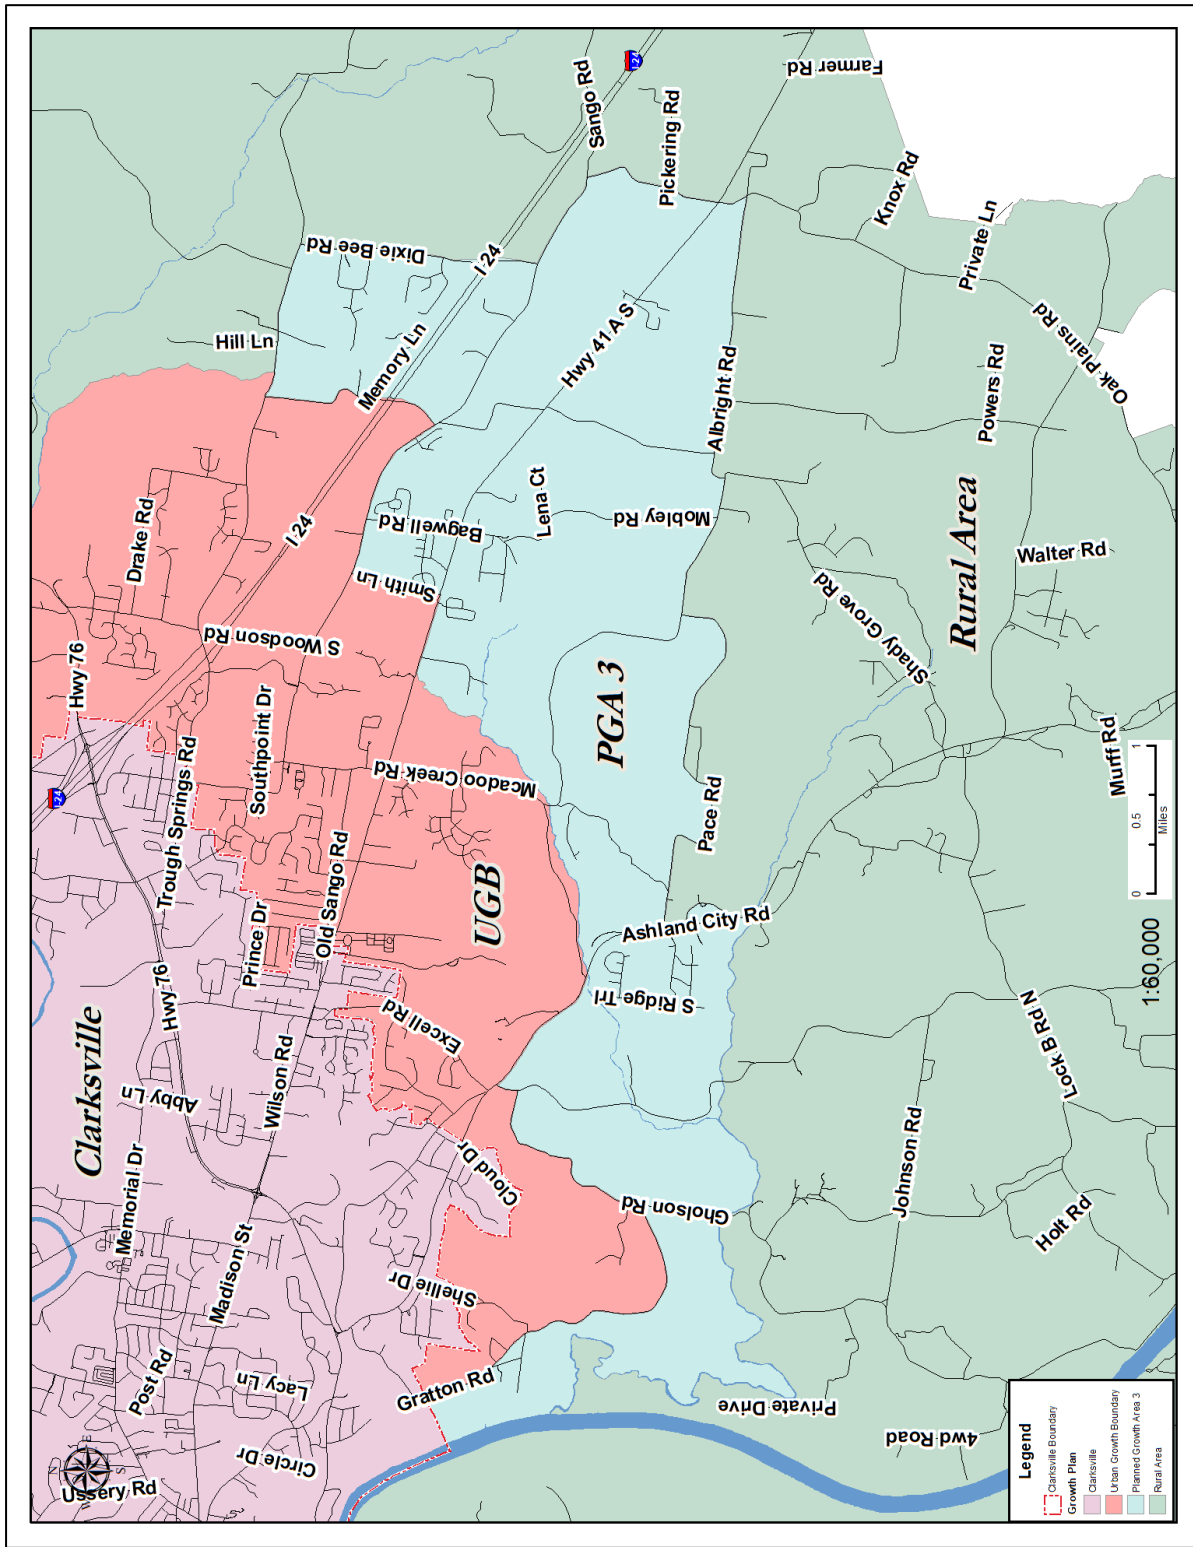 Farmer Rd
I-24
Sango Rd
Pickering Rd
Knox Rd
Private Ln
Dixie Bee Rd
I 24
Hwy 41 A S
Oak Plains Rd
Hill Ln
Memory Ln
Albright Rd
Powers Rd
Lena Ct
Bagwell Rd
Mobley Rd
Drake Rd
I 24
Rural Area
Walter Rd
Smith Ln
Shady Grove Rd
S Woodson Rd
Hwy 76
PGA 3
Southpoint Dr
Muff Rd
Mcadoo Creek Rd
I-24
Trough Springs Rd
Pace Rd
0 0.5 1
Miles
Old Sango Rd
UGB
Prince Dr
Ashland City Rd
1:60,000
Hwy 76
S Ridge Trl
Excell Rd
Lock B Rd N
Clarksville
Abby Ln
Wilson Rd
Cloud Dr
Johnson Rd
Memorial Dr
Gholson Rd
Holt Rd
Madison St
Shellie Dr
Post Rd
Lacy Ln
Gratton Rd
Private Drive
4wd Road
Circle Dr
Ussery Rd
N
E
S
W
Legend
Clarksville Boundary
Growth Plan
Clarksville
Urban Growth Boundary
Planned Growth Area 3
Rural Area